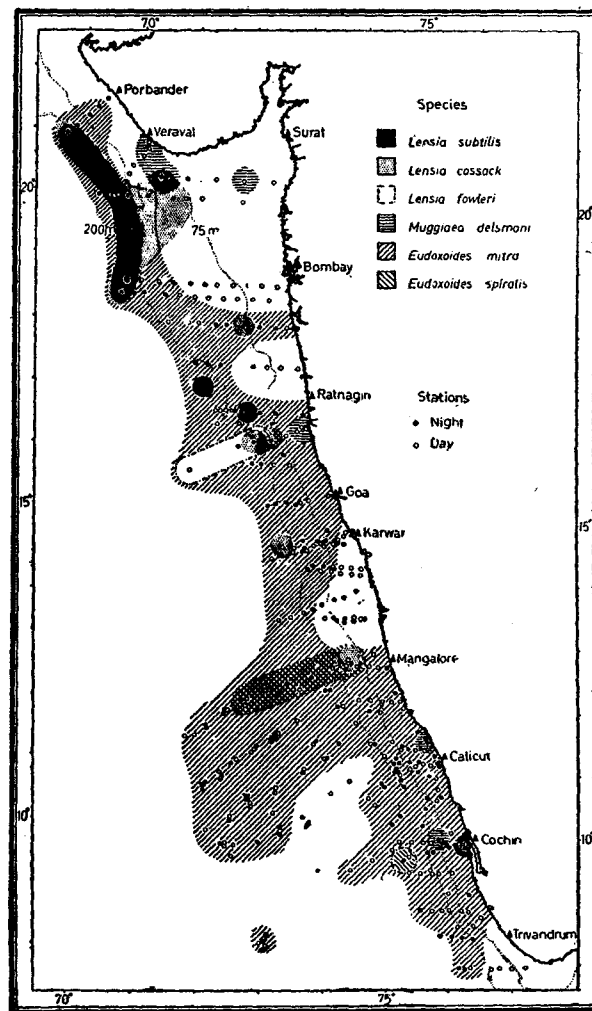 70°
75°
Porbander
Veraval
Surat
Species
Lensia subtilis
Lensia cossack
Lensia fowleri
Muggiaea delsmani
Eudoxoides mitra
Eudoxoides spiralis
20°
20°
200m
75 m
Bombay
Ratnagiri
Stations
Night
Day
15°
15°
Goa
Karwar
Mangalore
Calicut
10°
10°
Cochin
Trivandrum
70°
75°